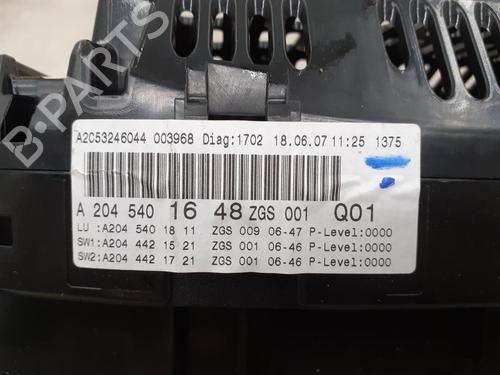 A2C53246044 003968 Diag:1702 18.06.07 11:25 1375
A 204 540 16 48 ZGS 001 Q01
LU :A204 540 18 11 ZGS 009 06-47 P-Level:0000
SW1:A204 442 15 21 ZGS 001 06-46 P-Level:0000
SW2:A204 442 17 21 ZGS 001 06-46 P-Level:0000
B-PARTS